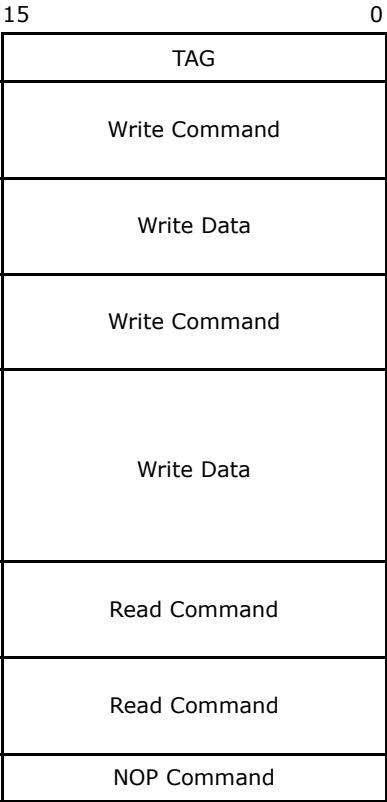 15 0
TAG
Write Command
Write Data
Write Command
Write Data
Read Command
Read Command
NOP Command